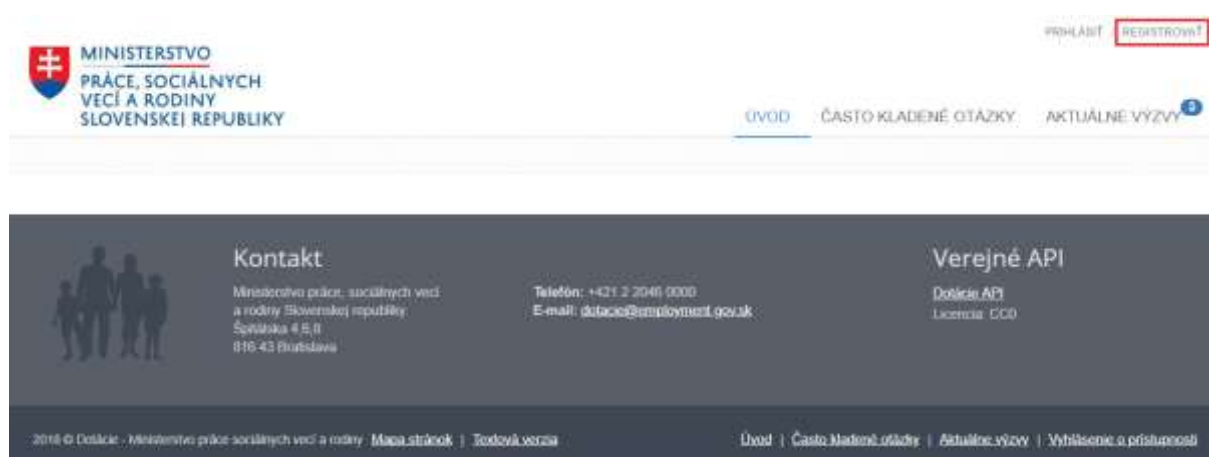 PRIHLÁSIŤ REGISTROVAŤ
MINISTERSTVO
PRÁCE, SOCIÁLNYCH
VECÍ A RODINY
SLOVENSKEJ REPUBLIKY
ÚVOD ČASTO KLADENÉ OTÁZKY AKTUÁLNE VÝZVY
Kontakt
Ministerstvo práce, sociálnych vecí
a rodiny Slovenskej republiky
Špitálska 4,6,8
816 43 Bratislava
Telefón: +421 2 2046 0000
E-mail: dotacie@employment.gov.sk
Verejné API
Dotácie API
Licencia: CC0
2018 © Dotácie - Ministerstvo práce sociálnych vecí a rodiny Mapa stránok | Textová verzia
Úvod | Často kladené otázky | Aktuálne výzvy | Vyhlásenie o prístupnosti